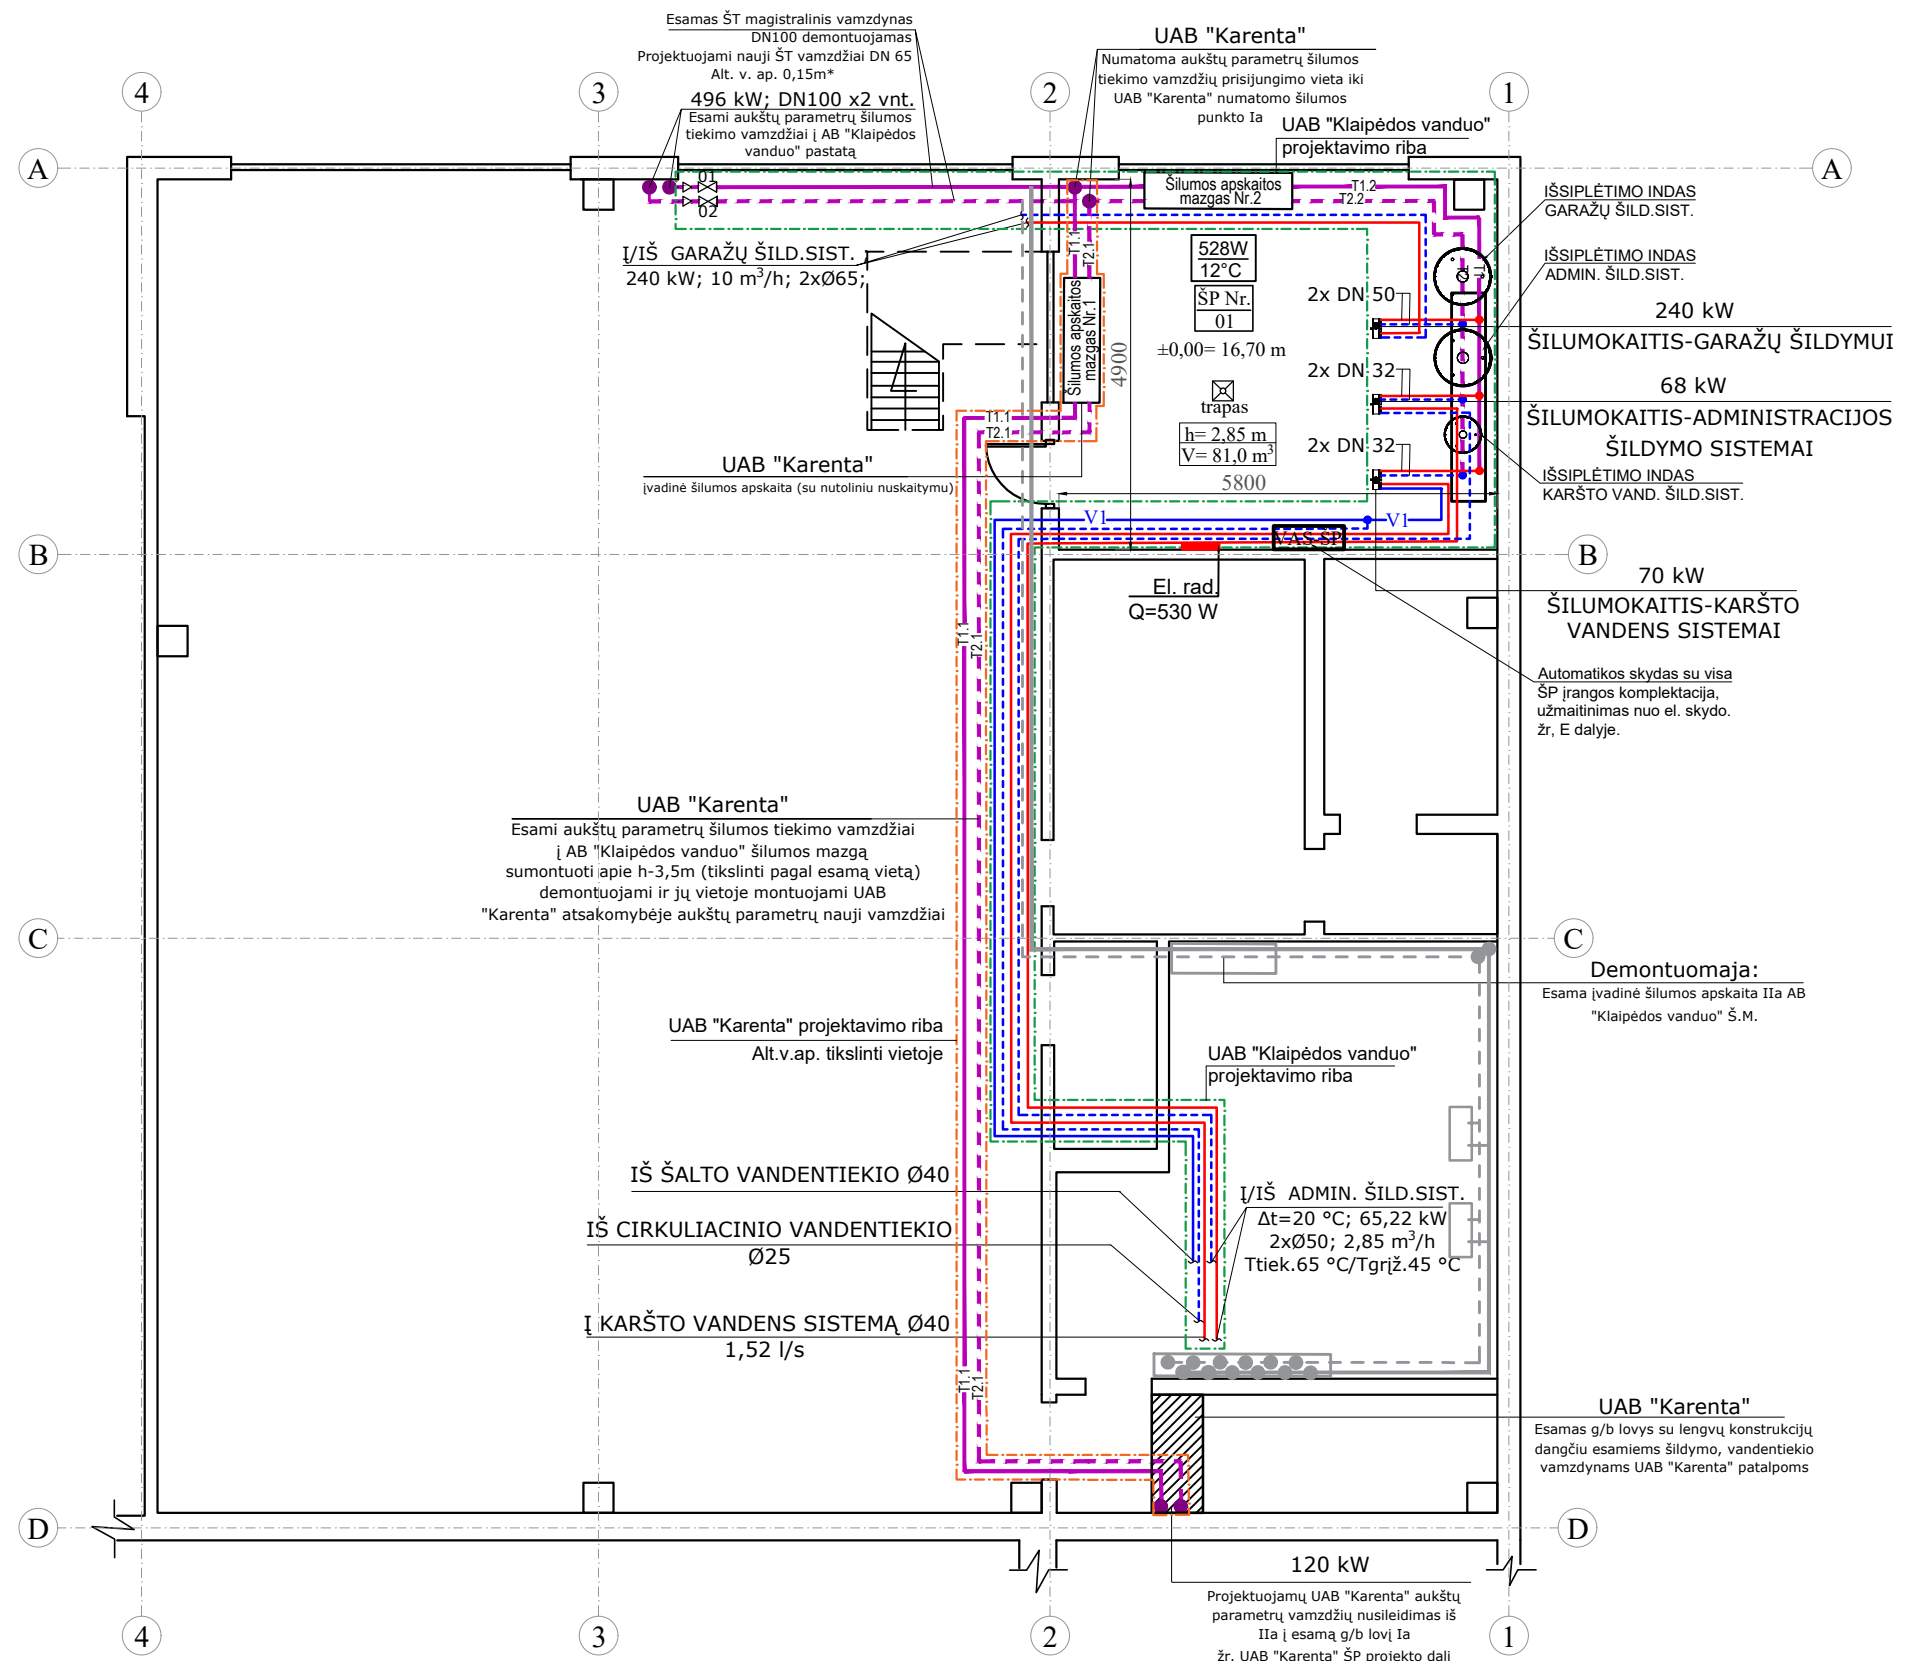 Esamas ŠT magistralinis vamzdynas
DN100 demontuojamas
Projektuojami nauji ŠT vamzdžiai DN 65
Alt. v. ap. 0,15m*
496 kW; DN100 x2 vnt.
Esami aukštų parametrų šilumos
tiekimo vamzdžiai į AB "Klaipėdos
vanduo" pastatą
UAB "Karenta"
Numatoma aukštų parametrų šilumos
tiekimo vamzdžių prisijungimo vieta iki
UAB "Karenta" numatomo šilumos
punkto Ia
UAB "Klaipėdos vanduo"
projektavimo riba
4
3
2
1
A
A
01
02
Šilumos apskaitos
mazgas Nr.2
T1.2
T2.2
IŠSIPLĖTIMO INDAS
GARAŽŲ ŠILD.SIST.
Į/IŠ GARAŽŲ ŠILD.SIST.
240 kW; 10 m³/h; 2xØ65;
T1.1
T2.1
528W
12°C
IŠSIPLĖTIMO INDAS
ADMIN. ŠILD.SIST.
Šilumos apskaitos
mazgas Nr.1
ŠP Nr.
01
2x DN 50
240 kW
ŠILUMOKAITIS-GARAŽŲ ŠILDYMUI
±0,00= 16,70 m
4900
2x DN 32
68 kW
ŠILUMOKAITIS-ADMINISTRACIJOS
ŠILDYMO SISTEMAI
trapas
T1.1
T2.1
h= 2,85 m
V= 81,0 m³
2x DN 32
UAB "Karenta"
įvadinė šilumos apskaita (su nutoliniu nuskaitymu)
5800
IŠSIPLĖTIMO INDAS
KARŠTO VAND. ŠILD.SIST.
V1
V1
VAS-ŠP
B
B
El. rad.
Q=530 W
70 kW
ŠILUMOKAITIS-KARŠTO
VANDENS SISTEMAI
T1.1
T2.1
Automatikos skydas su visa
ŠP įrangos komplektacija,
užmaitinimas nuo el. skydo.
žr, E dalyje.
UAB "Karenta"
Esami aukštų parametrų šilumos tiekimo vamzdžiai
į AB "Klaipėdos vanduo" šilumos mazgą
sumontuoti apie h-3,5m (tikslinti pagal esamą vietą)
demontuojami ir jų vietoje montuojami UAB
"Karenta" atsakomybėje aukštų parametrų nauji vamzdžiai
C
C
Demontuomaja:
Esama įvadinė šilumos apskaita IIa AB
"Klaipėdos vanduo" Š.M.
UAB "Karenta" projektavimo riba
Alt.v.ap. tikslinti vietoje
UAB "Klaipėdos vanduo"
projektavimo riba
IŠ ŠALTO VANDENTIEKIO Ø40
Į/IŠ ADMIN. ŠILD.SIST.
Δt=20 °C; 65,22 kW
2xØ50; 2,85 m³/h
Ttiek.65 °C/Tgrįž.45 °C
IŠ CIRKULIACINIO VANDENTIEKIO
Ø25
Į KARŠTO VANDENS SISTEMĄ Ø40
1,52 l/s
T1.1
T2.1
UAB "Karenta"
Esamas g/b lovys su lengvų konstrukcijų
dangčiu esamiems šildymo, vandentiekio
vamzdynams UAB "Karenta" patalpoms
D
D
120 kW
Projektuojamų UAB "Karenta" aukštų
parametrų vamzdžių nusileidimas iš
IIa į esamą g/b lovį Ia
žr. UAB "Karenta" ŠP projekto dalį
4
3
2
1